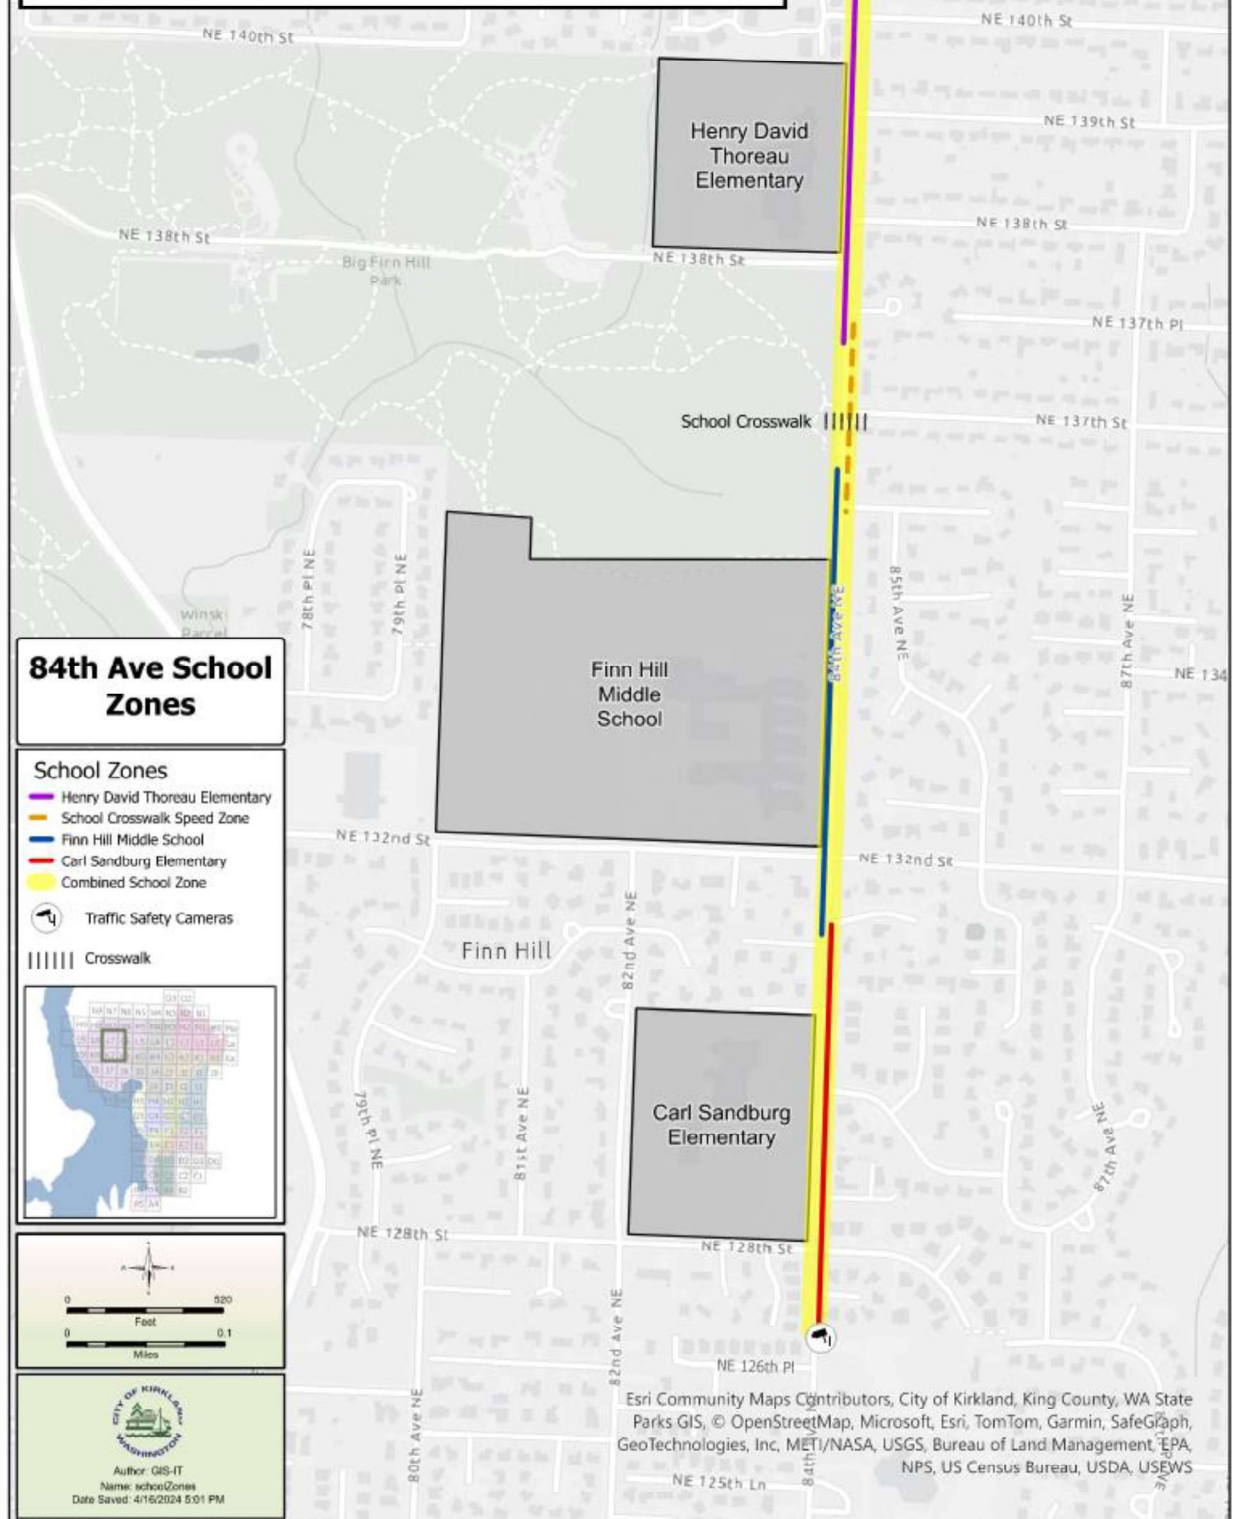 NE 140th St
NE 140th St
Henry David
Thoreau
Elementary
NE 139th St
NE 138th St
NE 138th St
NE 138th St
Big Finn Hill
Park
NE 137th Pl
School Crosswalk
NE 137th St
78th Pl NE
79th Pl NE
84th Ave NE
85th Ave NE
87th Ave NE
Winski
Parcel
NE 134
Finn Hill
Middle
School
84th Ave School
Zones
School Zones
Henry David Thoreau Elementary
School Crosswalk Speed Zone
Finn Hill Middle School
Carl Sandburg Elementary
Combined School Zone
Traffic Safety Cameras
Crosswalk
NE 132nd St
NE 132nd St
Finn Hill
82nd Ave NE
Carl Sandburg
Elementary
79th Pl NE
81st Ave NE
87th Ave NE
NE 128th St
NE 128th St
0 520
Feet
0 0.1
Miles
82nd Ave NE
NE 126th Pl
80th Ave NE
CITY OF KIRKLAND
WASHINGTON
Author: GIS-IT
Name: schoolZones
Date Saved: 4/16/2024 5:01 PM
Esri Community Maps Contributors, City of Kirkland, King County, WA State
Parks GIS, © OpenStreetMap, Microsoft, Esri, TomTom, Garmin, SafeGraph,
GeoTechnologies, Inc, METI/NASA, USGS, Bureau of Land Management, EPA,
NPS, US Census Bureau, USDA, USFWS
NE 125th Ln